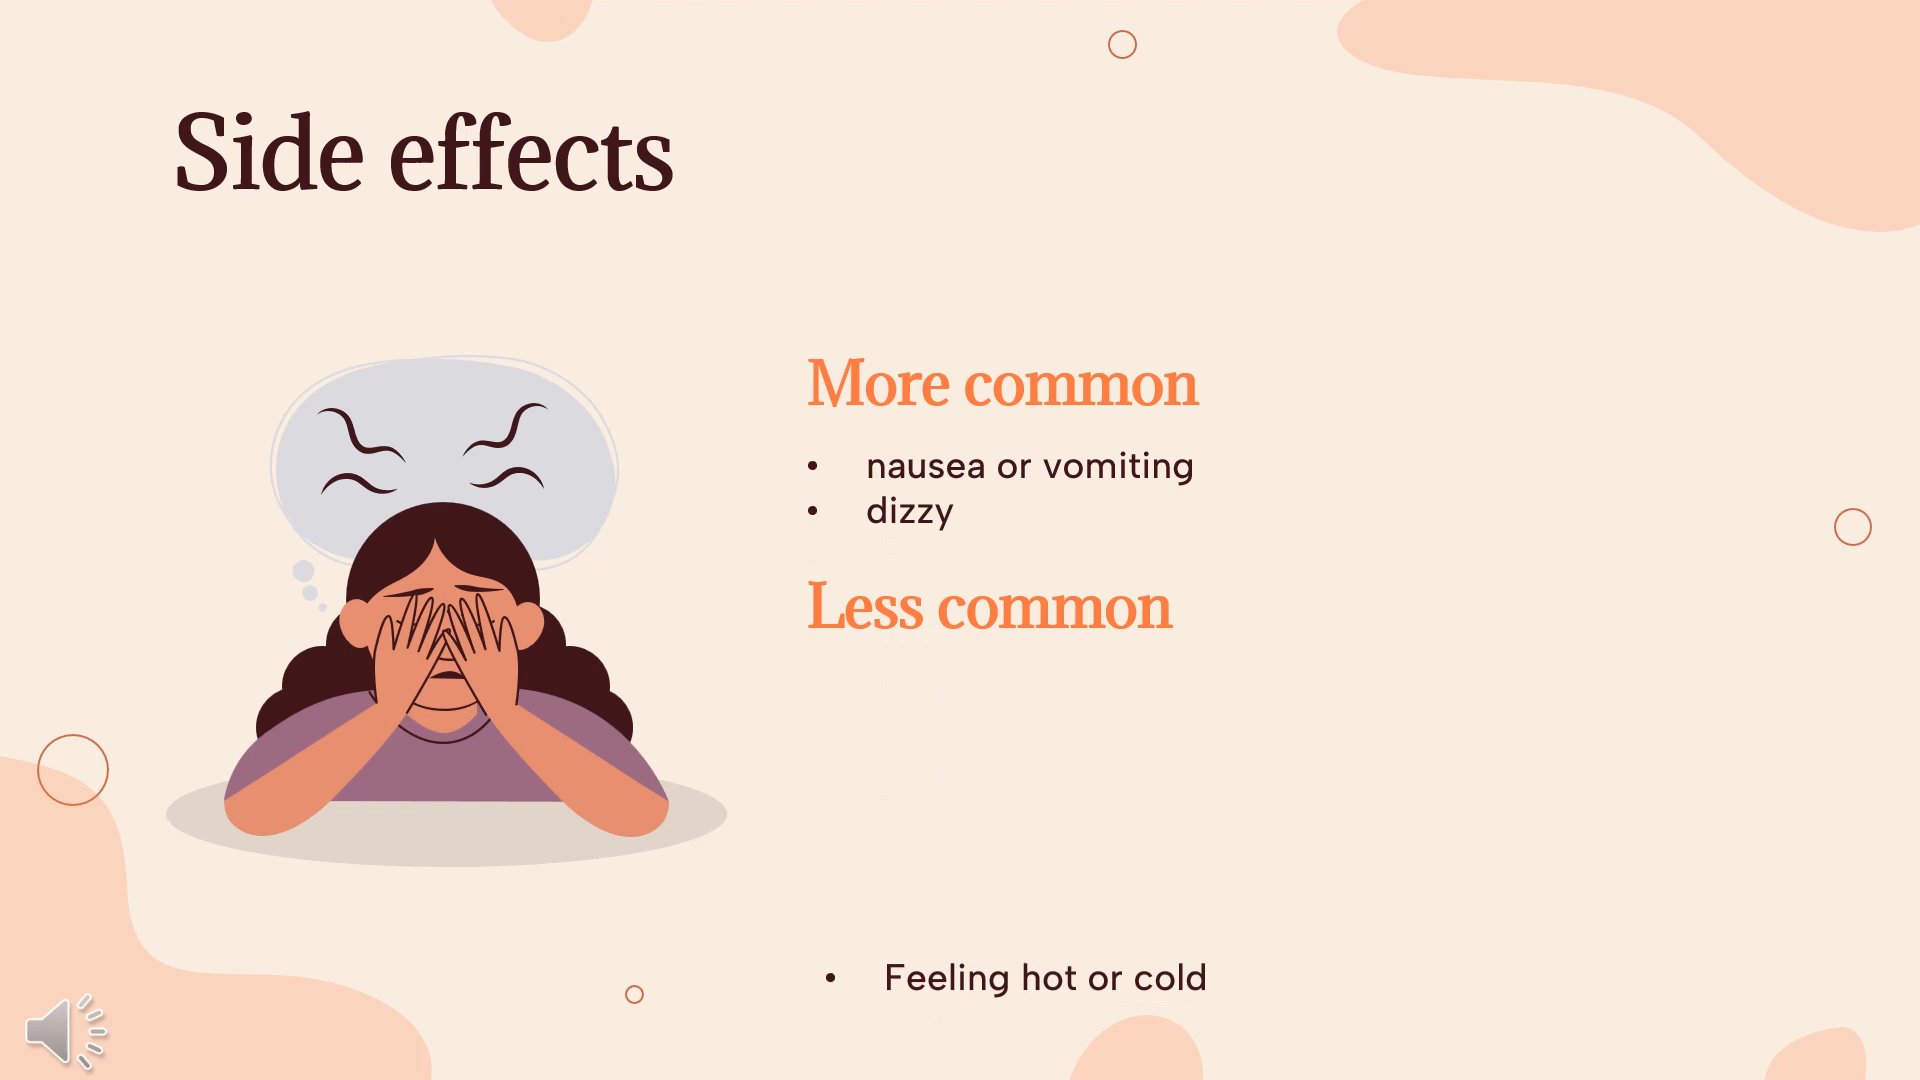 Side effects
More common
• nausea or vomiting
• dizzy
Less common
• Feeling hot or cold